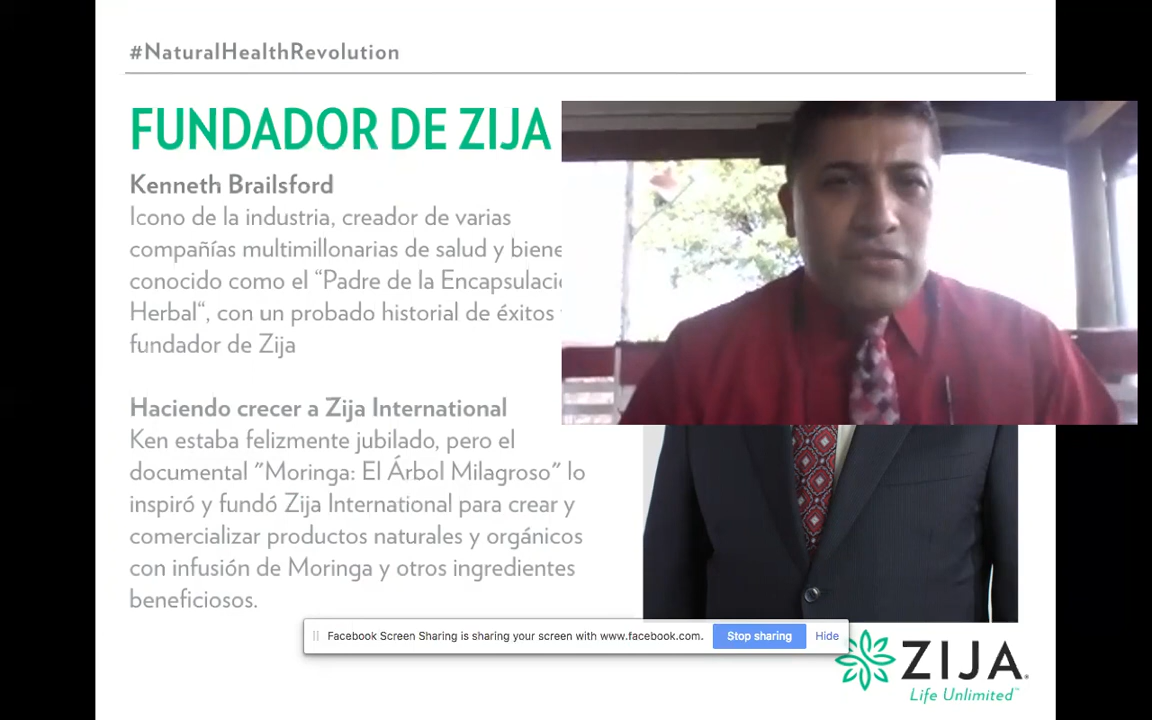 #NaturalHealthRevolution
FUNDADOR DE ZIJA
Kenneth Brailsford
Icono de la industria, creador de varias
compañías multimillonarias de salud y
conocido como el “Padre de la
Herbal“, con un probado historial de éxitos
fundador de Zija
Haciendo crecer a Zija International
Ken estaba felizmente jubilado, pero el
documental "Moringa: El Árbol Milagroso" lo
inspiró y fundó Zija International para crear y
comercializar productos naturales y orgánicos
con infusión de Moringa y otros ingredientes
beneficiosos.
Facebook Screen Sharing is sharing your screen with www.facebook.com. Stop sharing Hide
ZIJA®
Life Unlimited™